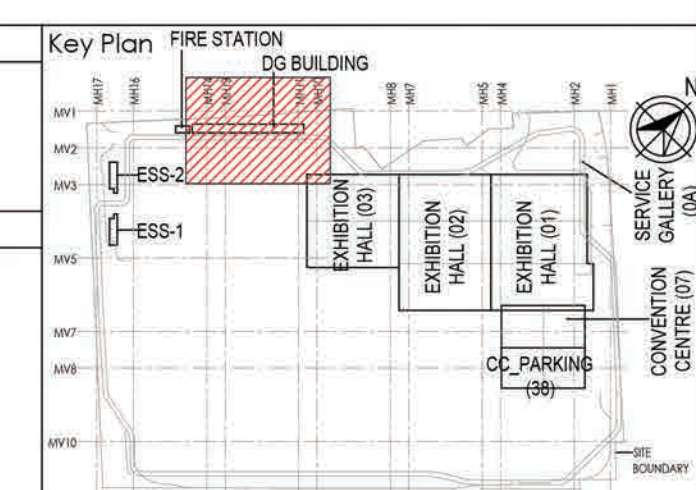 Key Plan
FIRE STATION
DG BUILDING
N
MH17
MH16
MH8
MH7
MH5
MH4
MH2
MH1
MV1
MV2
MV3
MV5
MV7
MV8
MV10
ESS-2
ESS-1
EXHIBITION
HALL (03)
EXHIBITION
HALL (02)
EXHIBITION
HALL (01)
SERVICE
GALLERY
(0A)
CONVENTION
CENTRE (07)
CC_PARKING
(38)
SITE
BOUNDARY